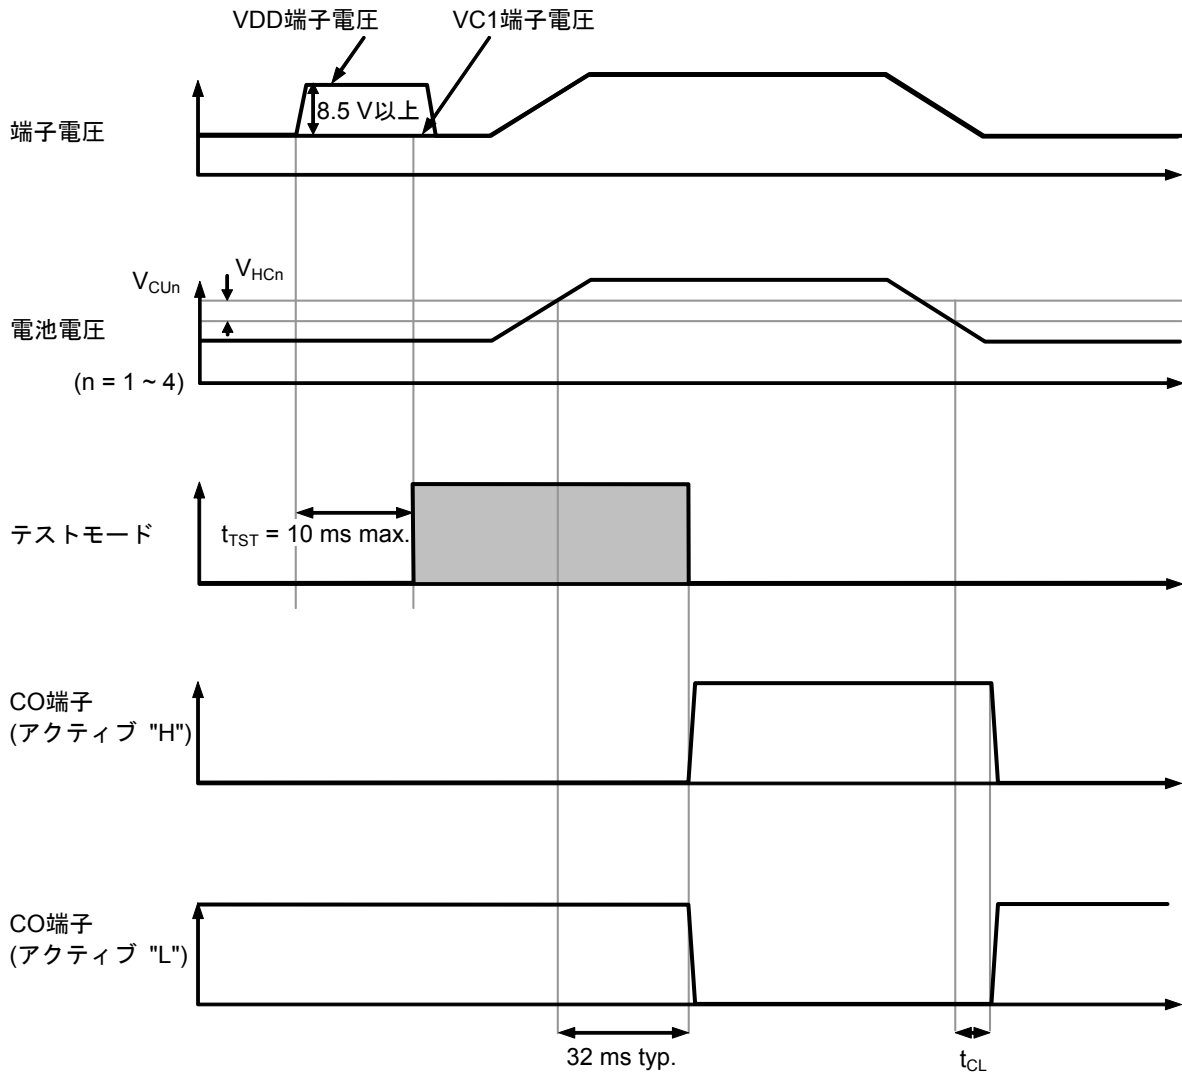 VDD端子電圧
VC1端子電圧
8.5 V以上
端子電圧
VCUn
VHCn
電池電圧
(n = 1 ~ 4)
テストモード
tTST = 10 ms max.
CO端子
(アクティブ "H")
CO端子
(アクティブ "L")
32 ms typ.
tCL